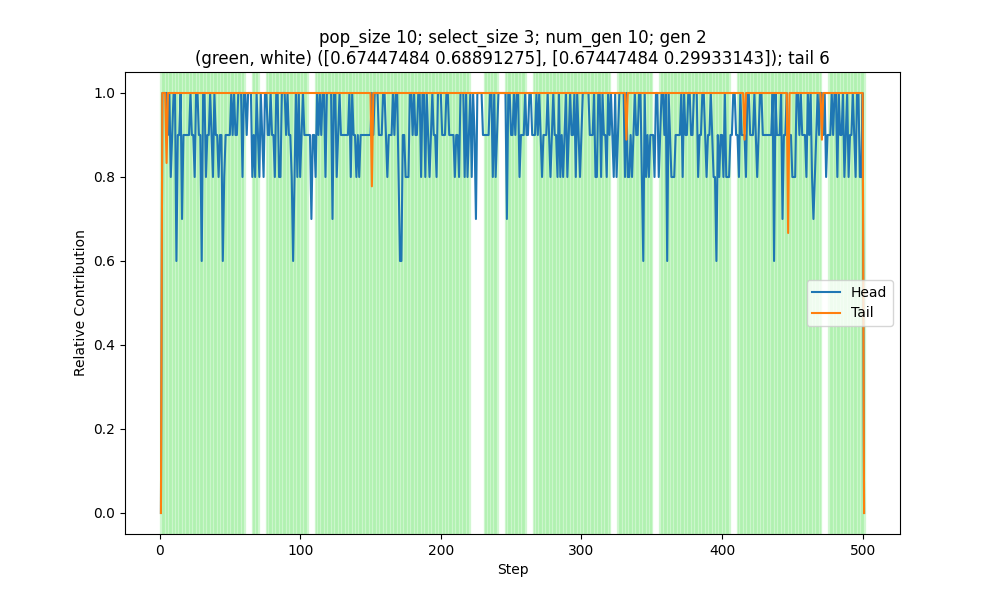 pop_size 10; select_size 3; num_gen 10; gen 2
(green, white) ([0.67447484 0.68891275], [0.67447484 0.29933143]); tail 6
1.0
0.8
0.6
0.4
0.2
0.0
Relative Contribution
Head
Tail
0 100 200 300 400 500
Step